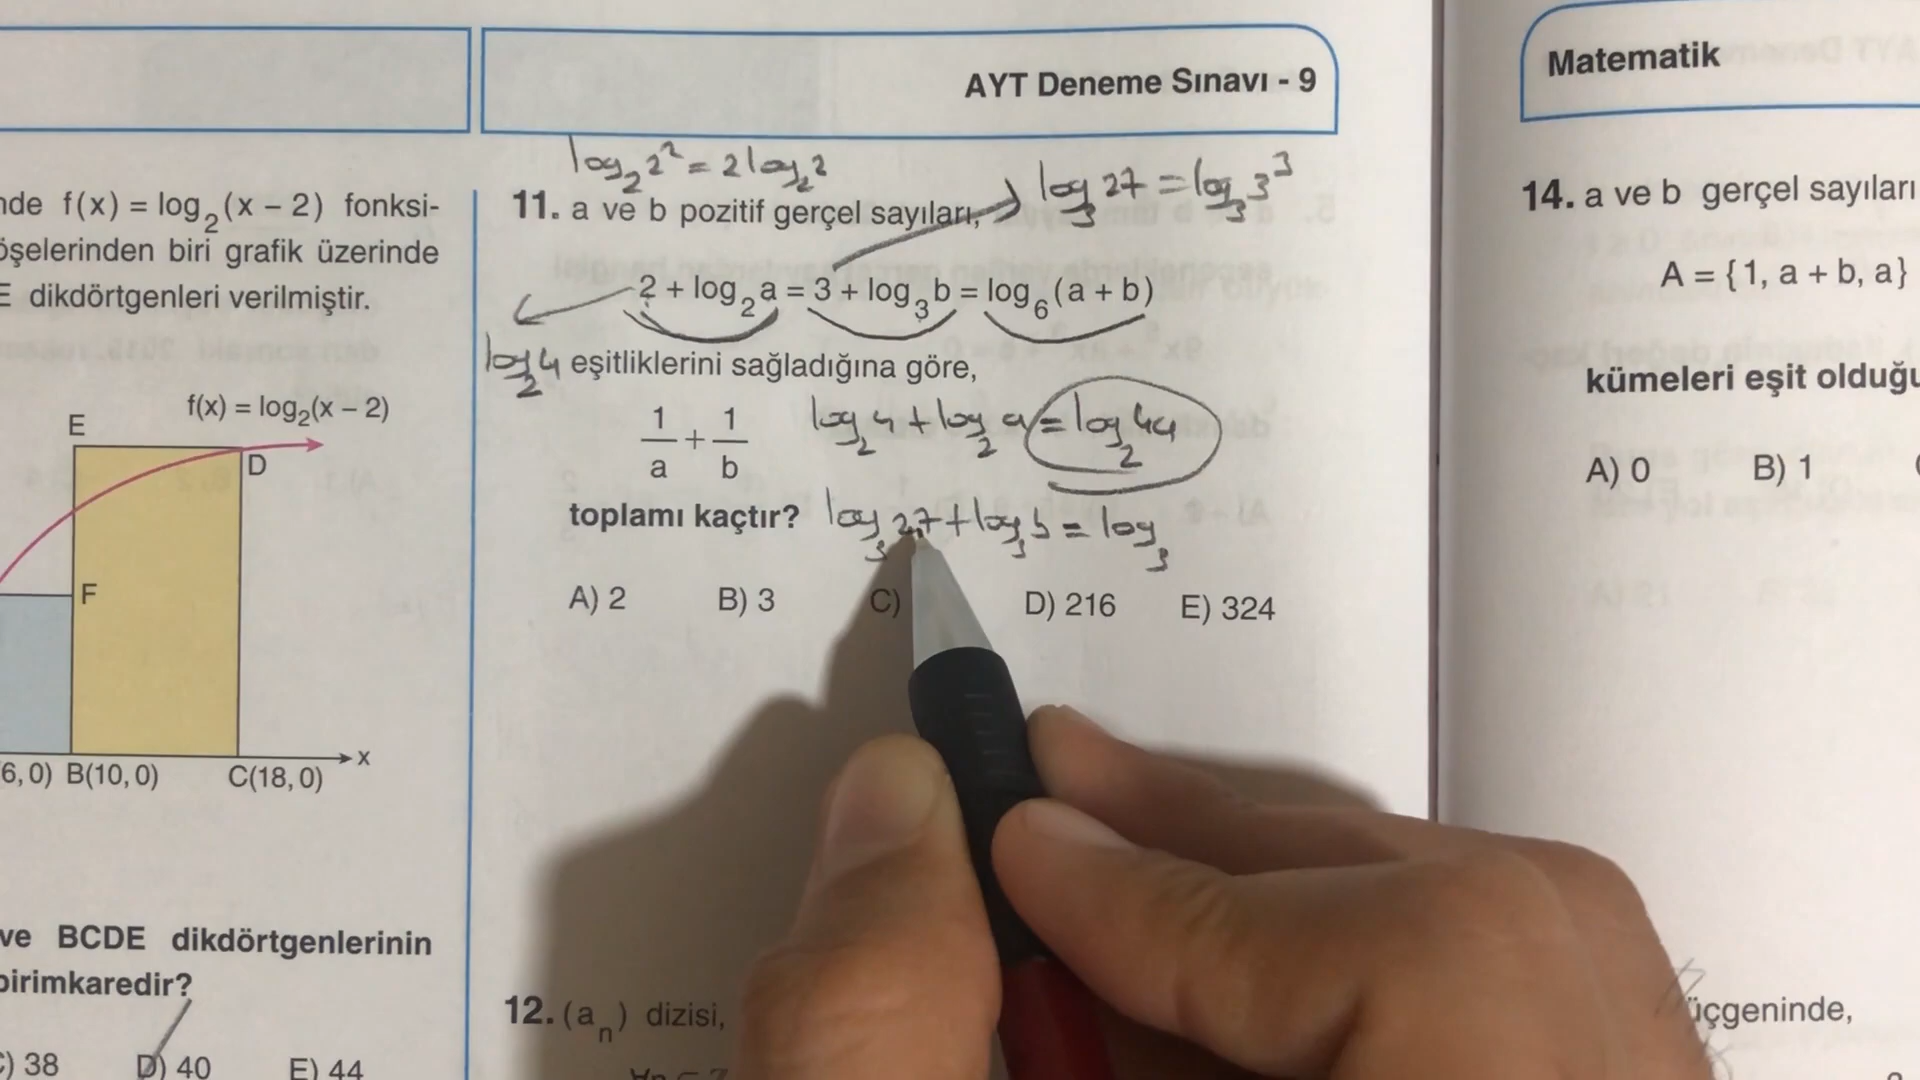 AYT Deneme Sınavı - 9
Matematik
nde f(x) = log₂(x – 2) fonksi-
öşelerinden biri grafik üzerinde
E dikdörtgenleri verilmiştir.
E
f(x) = log₂(x – 2)
D
F
x
6, 0) B(10, 0) C(18, 0)
ve BCDE dikdörtgenlerinin
birimkaredir?
C) 38 D) 40 E) 44
log₂2² = 2log₂2
log₃27 = log₃3³
11. a ve b pozitif gerçel sayıları,
2 + log₂a = 3 + log₃b = log₆(a + b)
log₂4 eşitliklerini sağladığına göre,
1/a + 1/b
log₂4 + log₂a = log₂4a
toplamı kaçtır? log₃27 + log₃b = log₃
A) 2 B) 3 C) D) 216 E) 324
12. (aₙ) dizisi,
14. a ve b gerçel sayıları
A = {1, a + b, a}
kümeleri eşit olduğu
A) 0 B) 1
üçgeninde,